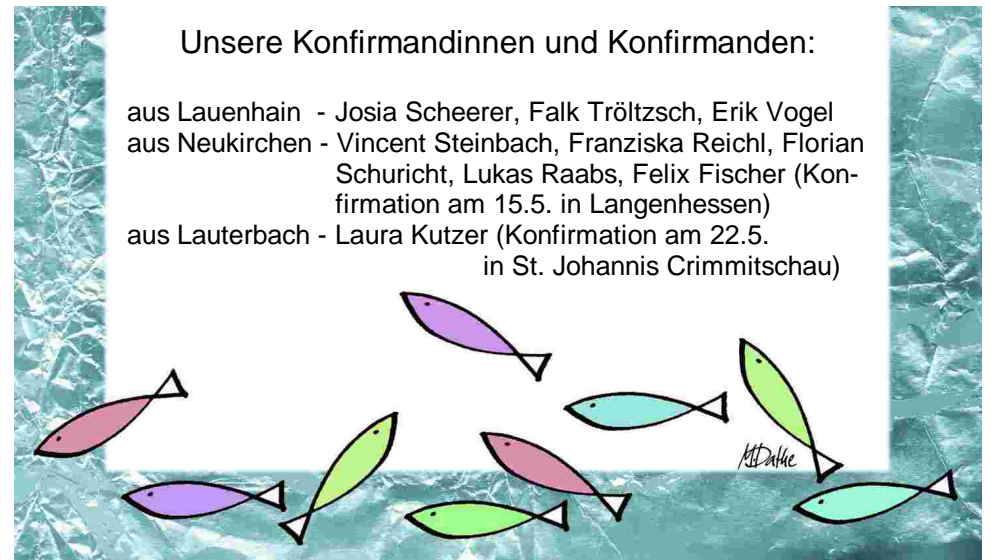 Unsere Konfirmandinnen und Konfirmanden:
aus Lauenhain - Josia Scheerer, Falk Tröltzsch, Erik Vogel
aus Neukirchen - Vincent Steinbach, Franziska Reichl, Florian
Schuricht, Lukas Raabs, Felix Fischer (Kon-
firmation am 15.5. in Langenhessen)
aus Lauterbach - Laura Kutzer (Konfirmation am 22.5.
in St. Johannis Crimmitschau)
M.Dathe